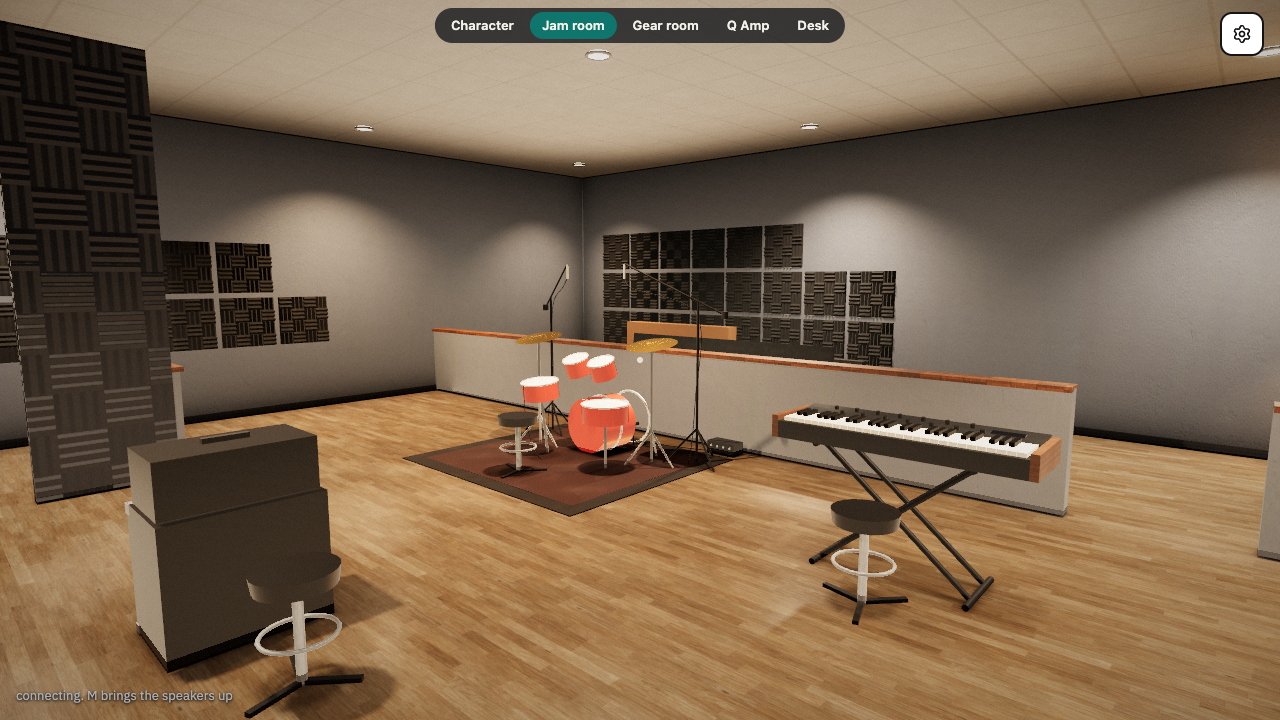 Character
Jam room
Gear room
Q Amp
Desk
connecting. M brings the speakers up